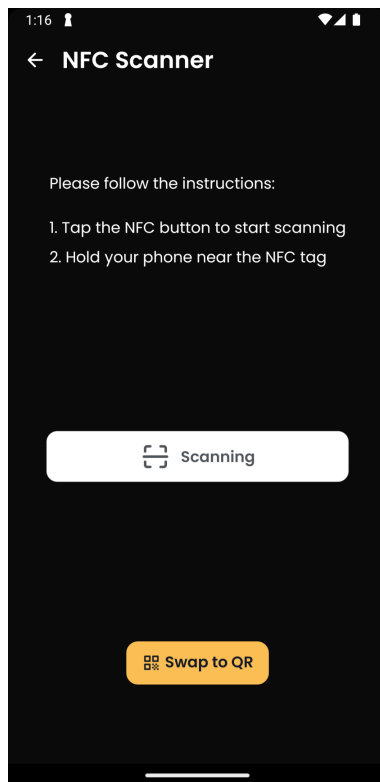 1:16
NFC Scanner
Please follow the instructions:
1. Tap the NFC button to start scanning
2. Hold your phone near the NFC tag
Scanning
Swap to QR